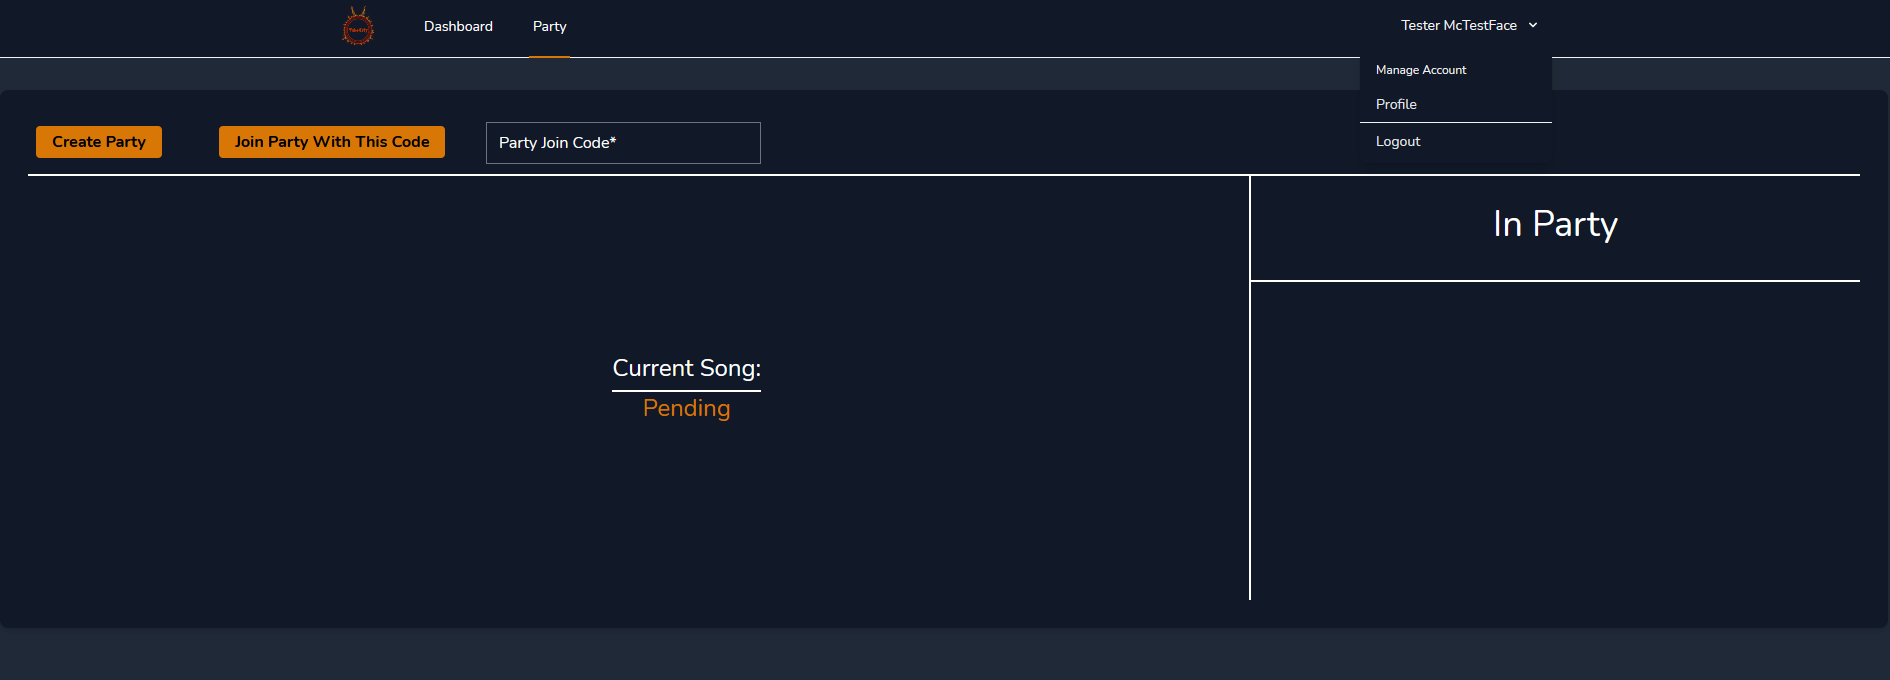 Dashboard
Party
Tester McTestFace
Manage Account
Profile
Logout
Create Party
Join Party With This Code
Party Join Code*
In Party
Current Song:
Pending